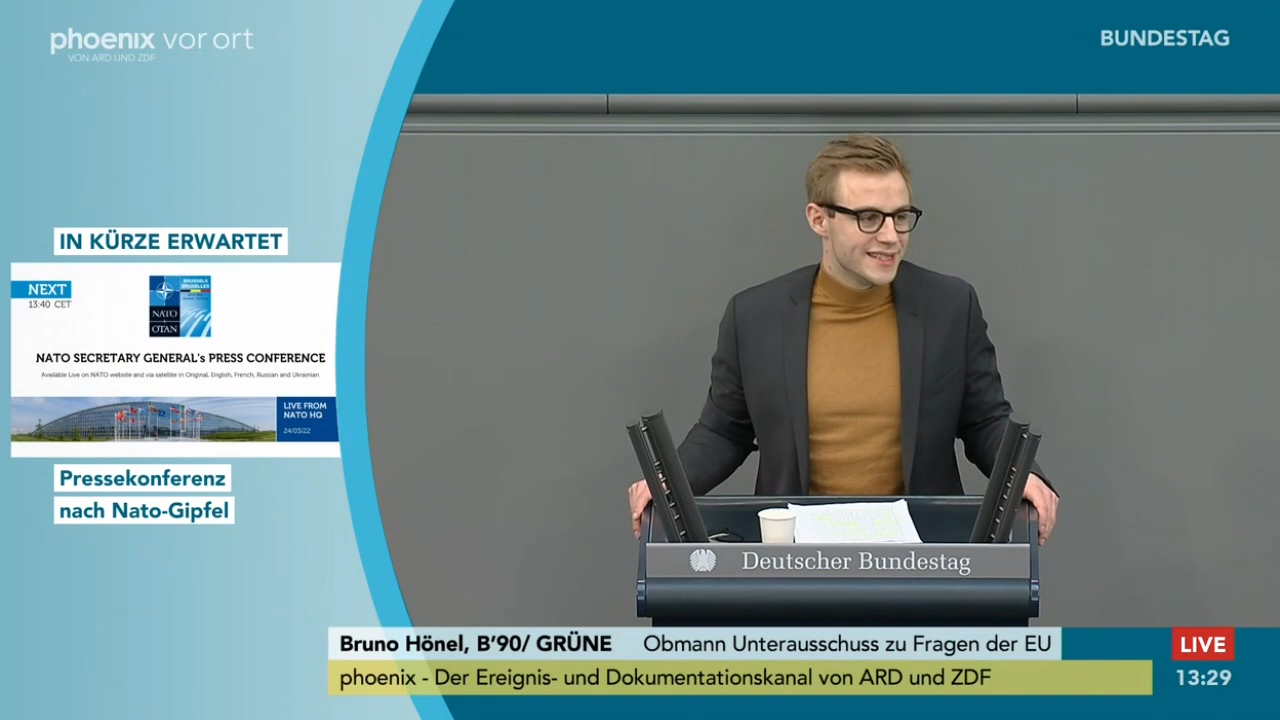 phoenix vor ort
VON ARD UND ZDF
BUNDESTAG
IN KÜRZE ERWARTET
NEXT
13:40 CET
BRUSSELS
BRUXELLES
NATO
OTAN
NATO SECRETARY GENERAL's PRESS CONFERENCE
Available Live on NATO website and via satellite in Original, English, French, Russian and Ukrainian
LIVE FROM
NATO HQ
24/03/22
Pressekonferenz
nach Nato-Gipfel
Deutscher Bundestag
Bruno Hönel, B'90/ GRÜNE Obmann Unterausschuss zu Fragen der EU
LIVE
phoenix - Der Ereignis- und Dokumentationskanal von ARD und ZDF
13:29